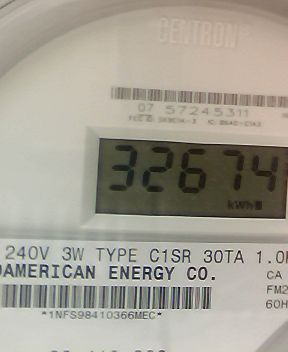 CENTRON®
07 57245311
32674
kWh
240V 3W TYPE C1SR 30TA 1.0
AMERICAN ENERGY CO.
CA
FM2
60H
*1NFS98410366MEC*